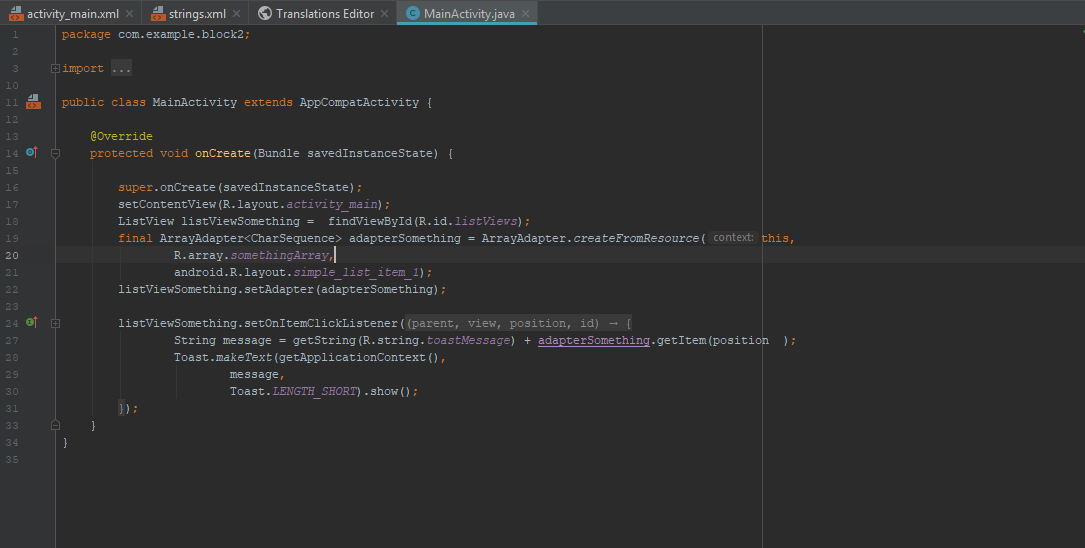 activity_main.xml × strings.xml × Translations Editor × MainActivity.java ×
1 package com.example.block2;
2
3 import ...
10
11 public class MainActivity extends AppCompatActivity {
12
13 @Override
14 protected void onCreate(Bundle savedInstanceState) {
15
16 super.onCreate(savedInstanceState);
17 setContentView(R.layout.activity_main);
18 ListView listViewSomething =  findViewById(R.id.listViews);
19 final ArrayAdapter<CharSequence> adapterSomething = ArrayAdapter.createFromResource( context: this,
20 R.array.somethingArray,
21 android.R.layout.simple_list_item_1);
22 listViewSomething.setAdapter(adapterSomething);
23
24 listViewSomething.setOnItemClickListener((parent, view, position, id) → {
27 String message = getString(R.string.toastMessage) + adapterSomething.getItem(position  );
28 Toast.makeText(getApplicationContext(),
29 message,
30 Toast.LENGTH_SHORT).show();
31 });
33 }
34 }
35